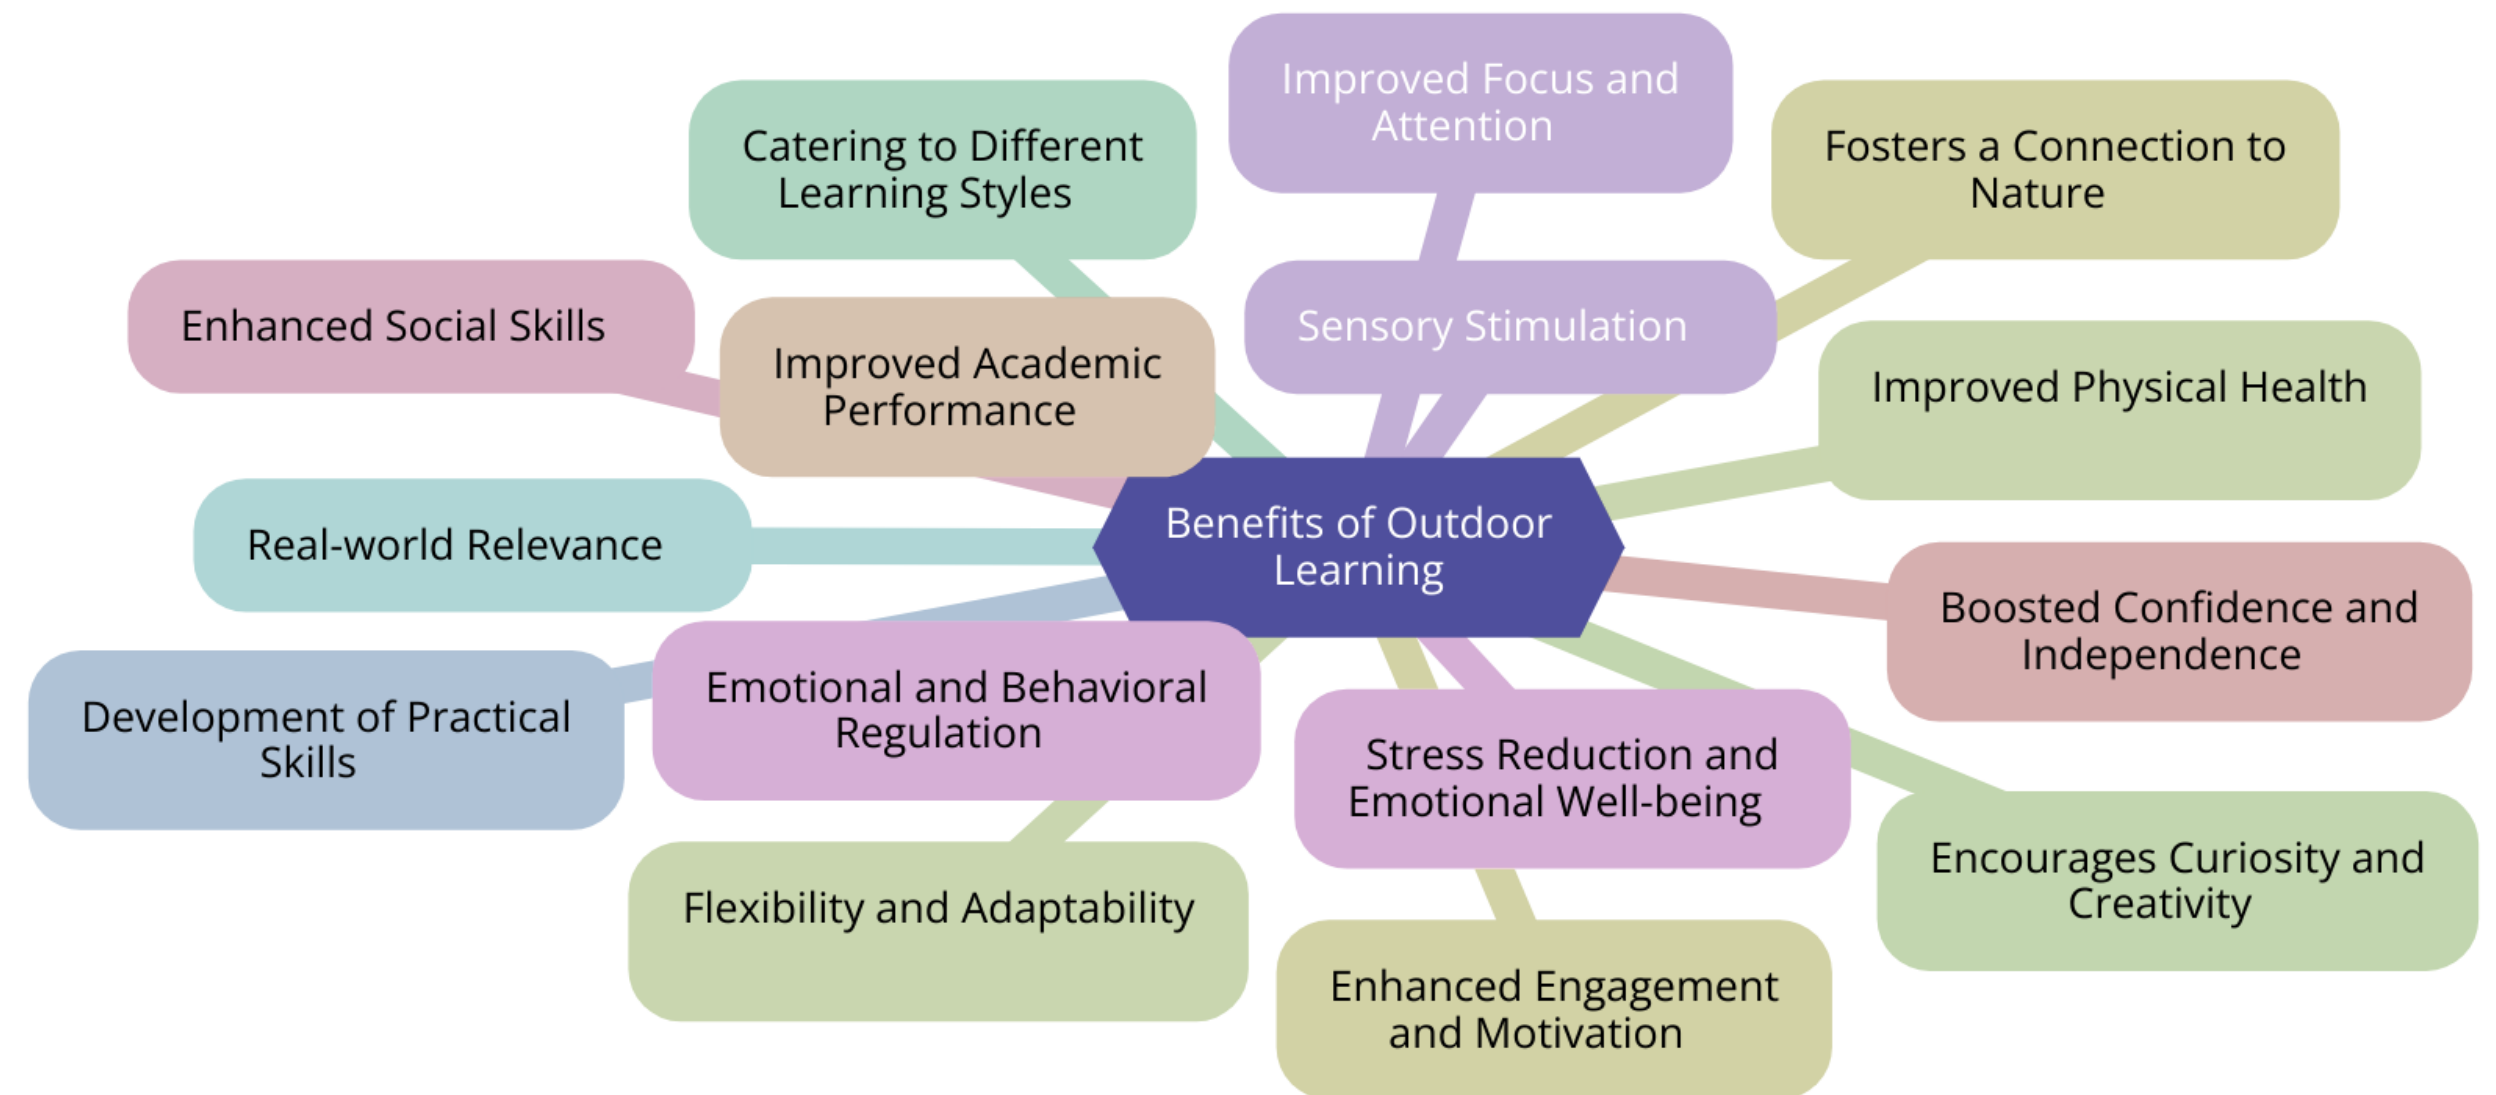 Improved Focus and
Attention
Catering to Different
Learning Styles
Fosters a Connection to
Nature
Enhanced Social Skills
Sensory Stimulation
Improved Academic
Performance
Improved Physical Health
Benefits of Outdoor
Learning
Real-world Relevance
Boosted Confidence and
Independence
Emotional and Behavioral
Regulation
Development of Practical
Skills
Stress Reduction and
Emotional Well-being
Encourages Curiosity and
Creativity
Flexibility and Adaptability
Enhanced Engagement
and Motivation